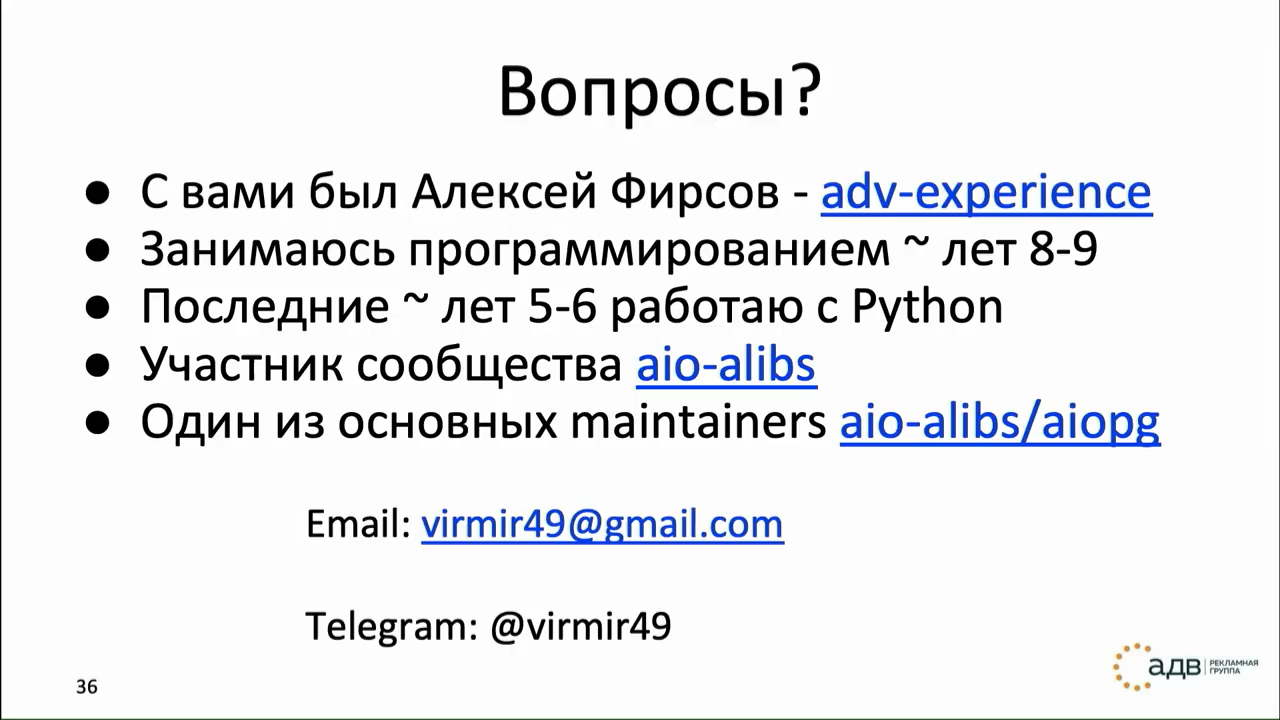 Вопросы?
● С вами был Алексей Фирсов - adv-experience
● Занимаюсь программированием ~ лет 8-9
● Последние ~ лет 5-6 работаю с Python
● Участник сообщества aio-alibs
● Один из основных maintainers aio-alibs/aiopg
Email: virmir49@gmail.com
Telegram: @virmir49
36
адв РЕКЛАМНАЯ
ГРУППА